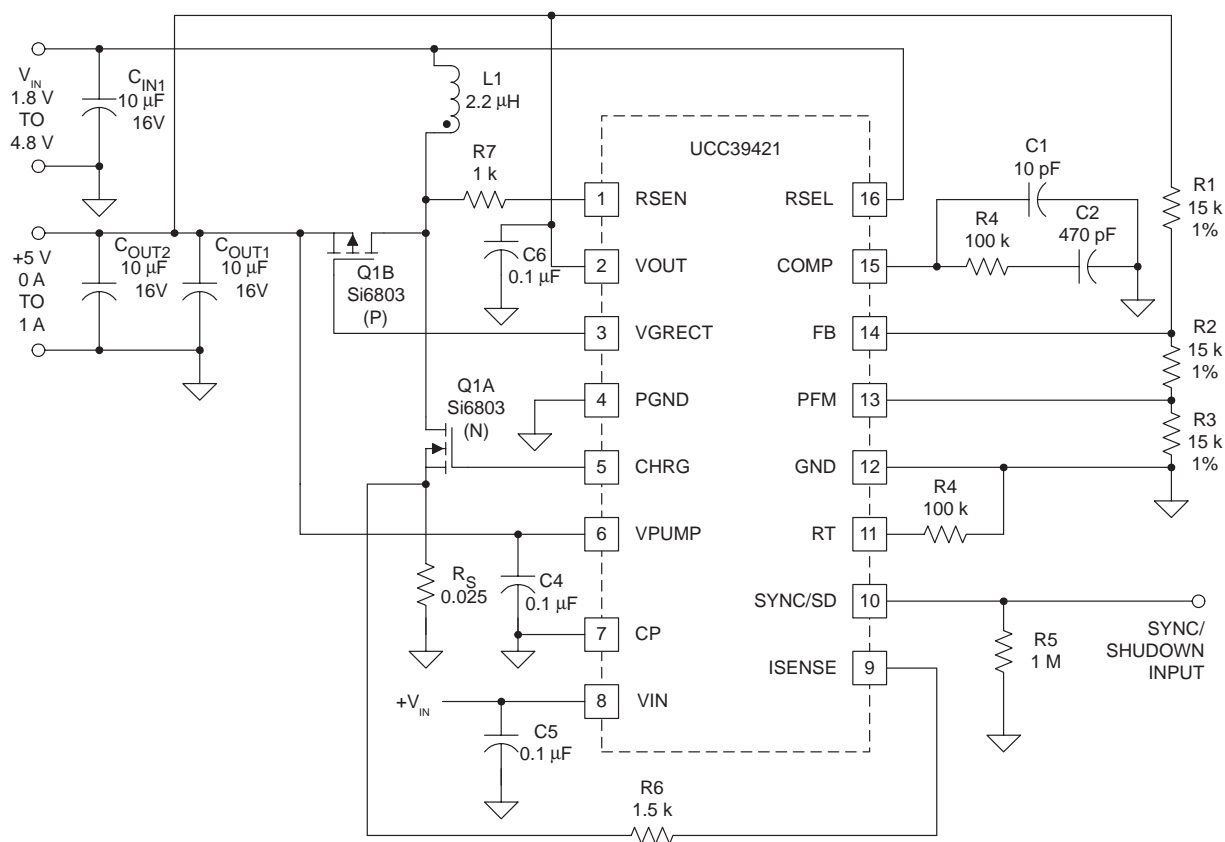 V_IN
1.8 V
TO
4.8 V
C_IN1
10 µF
16V
L1
2.2 µH
R7
1 k
+5 V
0 A
TO
1 A
C_OUT2
10 µF
16V
C_OUT1
10 µF
16V
Q1B
Si6803
(P)
C6
0.1 µF
Q1A
Si6803
(N)
R_S
0.025
C4
0.1 µF
+V_IN
C5
0.1 µF
R6
1.5 k
UCC39421
1
RSEN
2
VOUT
3
VGRECT
4
PGND
5
CHRG
6
VPUMP
7
CP
8
VIN
RSEL
16
COMP
15
FB
14
PFM
13
GND
12
RT
11
SYNC/SD
10
ISENSE
9
C1
10 pF
R4
100 k
C2
470 pF
R1
15 k
1%
R2
15 k
1%
R3
15 k
1%
R4
100 k
R5
1 M
SYNC/
SHUDOWN
INPUT